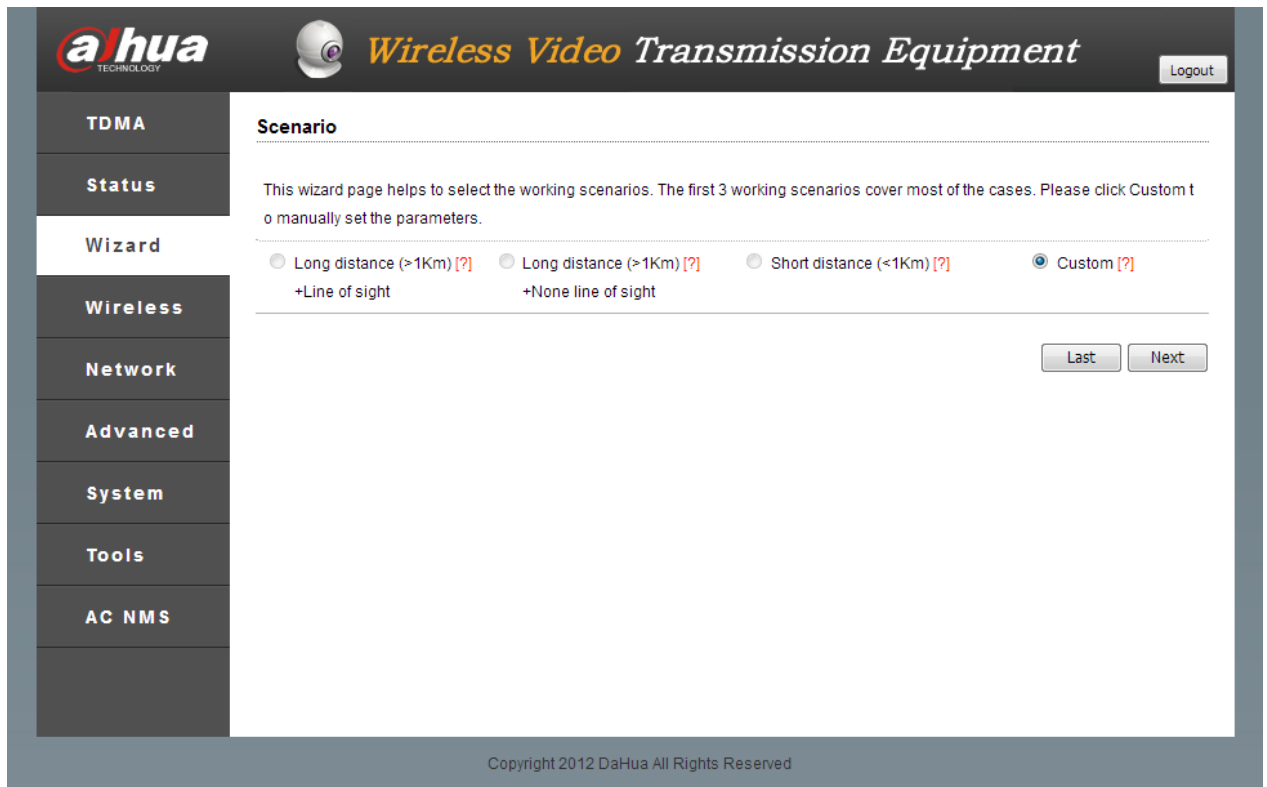 alhua
TECHNOLOGY
Wireless Video Transmission Equipment
Logout
TDMA
Status
Wizard
Wireless
Network
Advanced
System
Tools
AC NMS
Scenario
This wizard page helps to select the working scenarios. The first 3 working scenarios cover most of the cases. Please click Custom t
o manually set the parameters.
Long distance (>1Km) [?]
+Line of sight
Long distance (>1Km) [?]
+None line of sight
Short distance (<1Km) [?]
Custom [?]
Last
Next
Copyright 2012 DaHua All Rights Reserved